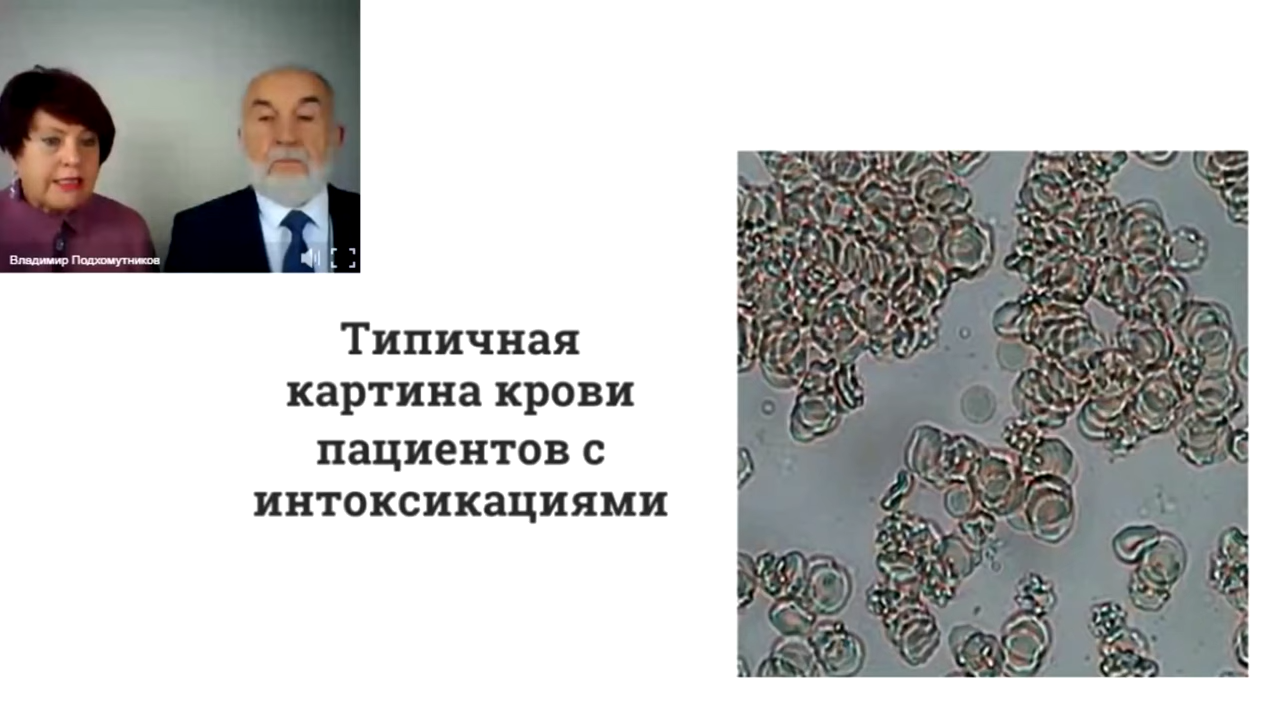 Владимир Подхомутников
Типичная
картина крови
пациентов с
интоксикациями